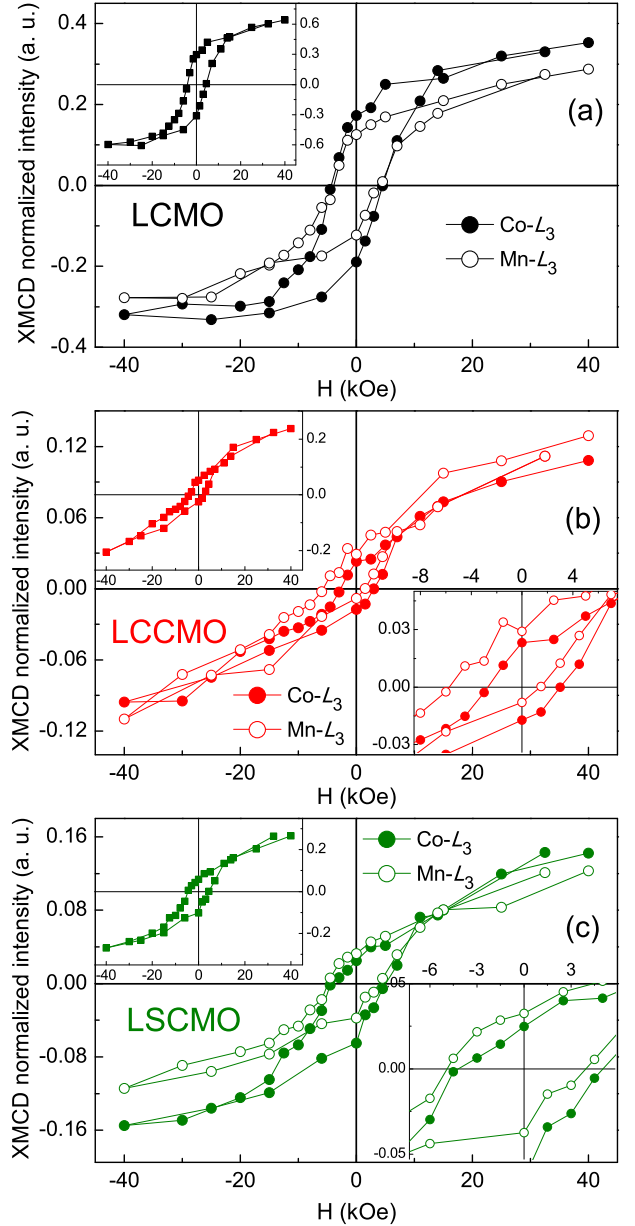 XMCD normalized intensity (a. u.)
0.4
0.2
0.0
-0.2
-0.4
0.6
0.3
0.0
-0.3
-0.6
-40 -20 0 20 40
(a)
LCMO
Co-L3
Mn-L3
-40 -20 0 20 40
H (kOe)
XMCD normalized intensity (a. u.)
0.12
0.06
0.00
-0.06
-0.12
0.2
0.0
-0.2
-40 -20 0 20 40
(b)
LCCMO
Co-L3
Mn-L3
-8 -4 0 4
0.03
0.00
-0.03
-40 -20 0 20 40
H (kOe)
XMCD normalized intensity (a. u.)
0.16
0.08
0.00
-0.08
-0.16
0.2
0.0
-0.2
-40 -20 0 20 40
Co-L3
Mn-L3
(c)
LSCMO
-6 -3 0 3
0.05
0.00
-0.05
-40 -20 0 20 40
H (kOe)